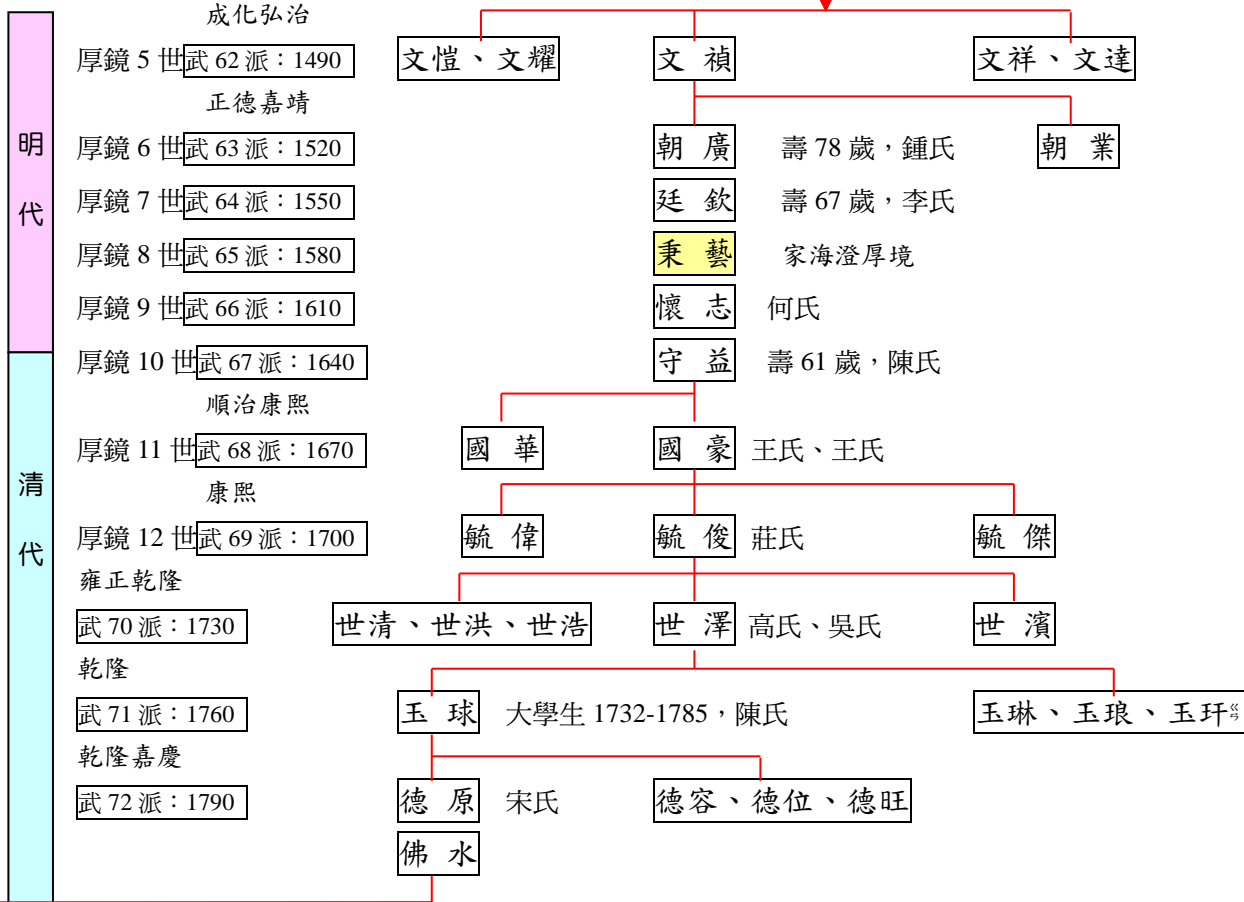 成化弘治
厚鏡 5 世武 62 派：1490 文愷、文耀 文 禎 文祥、文達
正德嘉靖
明代
厚鏡 6 世武 63 派：1520 朝 廣 壽 78 歲，鍾氏 朝 業
厚鏡 7 世武 64 派：1550 廷 欽 壽 67 歲，李氏
厚鏡 8 世武 65 派：1580 秉 藝 家海澄厚境
厚鏡 9 世武 66 派：1610 懷 志 何氏
厚鏡 10 世武 67 派：1640 守 益 壽 61 歲，陳氏
順治康熙
厚鏡 11 世武 68 派：1670 國 華 國 豪 王氏、王氏
清代
康熙
厚鏡 12 世武 69 派：1700 毓 偉 毓 俊 莊氏 毓 傑
雍正乾隆
武 70 派：1730 世清、世洪、世浩 世 澤 高氏、吳氏 世 濱
乾隆
武 71 派：1760 玉 球 大學生 1732-1785，陳氏 玉琳、玉琅、玉玕ㄍㄢ
乾隆嘉慶
武 72 派：1790 德 原 宋氏 德容、德位、德旺
佛 水